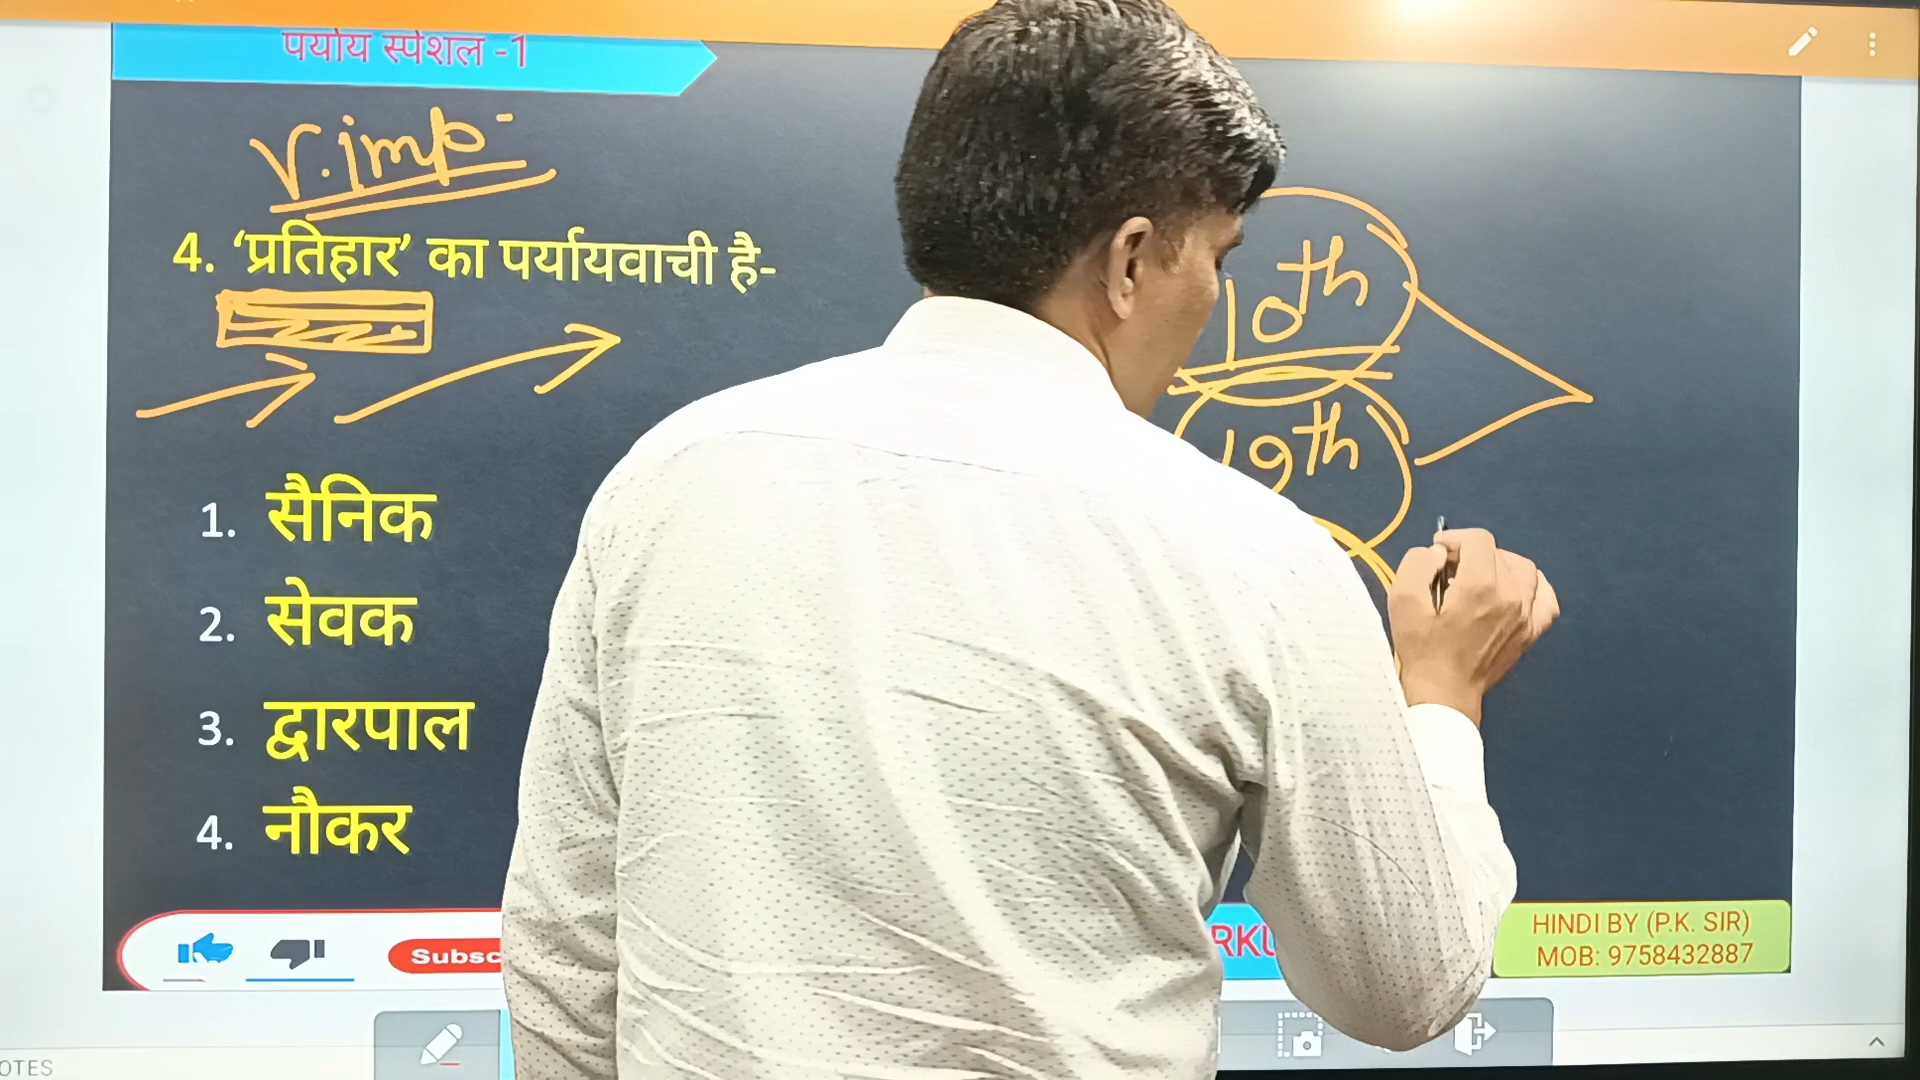 पर्याय स्पेशल -1
v.imp-
4. ‘प्रतिहार’ का पर्यायवाची है-
10th
19th
1. सैनिक
2. सेवक
3. द्वारपाल
4. नौकर
HINDI BY (P.K. SIR)
MOB: 9758432887